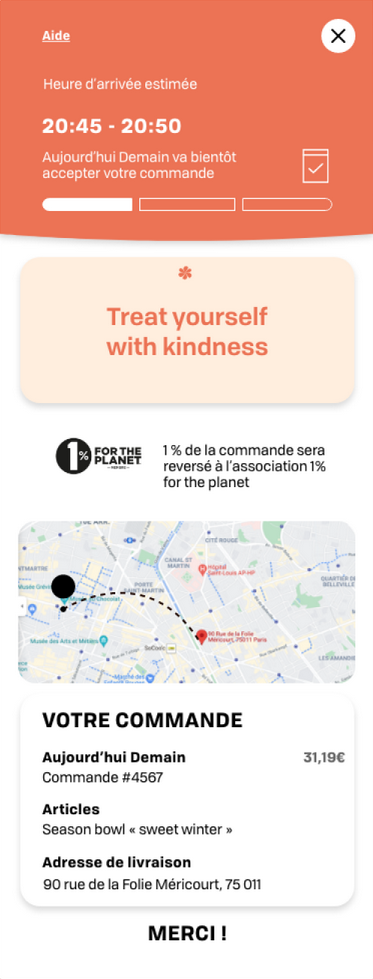 Aide
Heure d'arrivée estimée
20:45 - 20:50
Aujourd'hui Demain va bientôt
accepter votre commande
Treat yourself
with kindness
1%
FOR THE
PLANET
1 % de la commande sera
reversé à l'association 1%
for the planet
CITÉ ROUGE
CANAL ST
MARTIN
Hôpital
Saint-Louis AP-HP
PORTE
SAINT-MARTIN
QUARTIER D
BELLEVILLE
Musée des Arts et Métiers
90 Rue de la Folie
Méricourt, 75011 Paris
LES AMANDIE
VOTRE COMMANDE
Aujourd'hui Demain
31,19€
Commande #4567
Articles
Season bowl « sweet winter »
Adresse de livraison
90 rue de la Folie Méricourt, 75 011
MERCI !